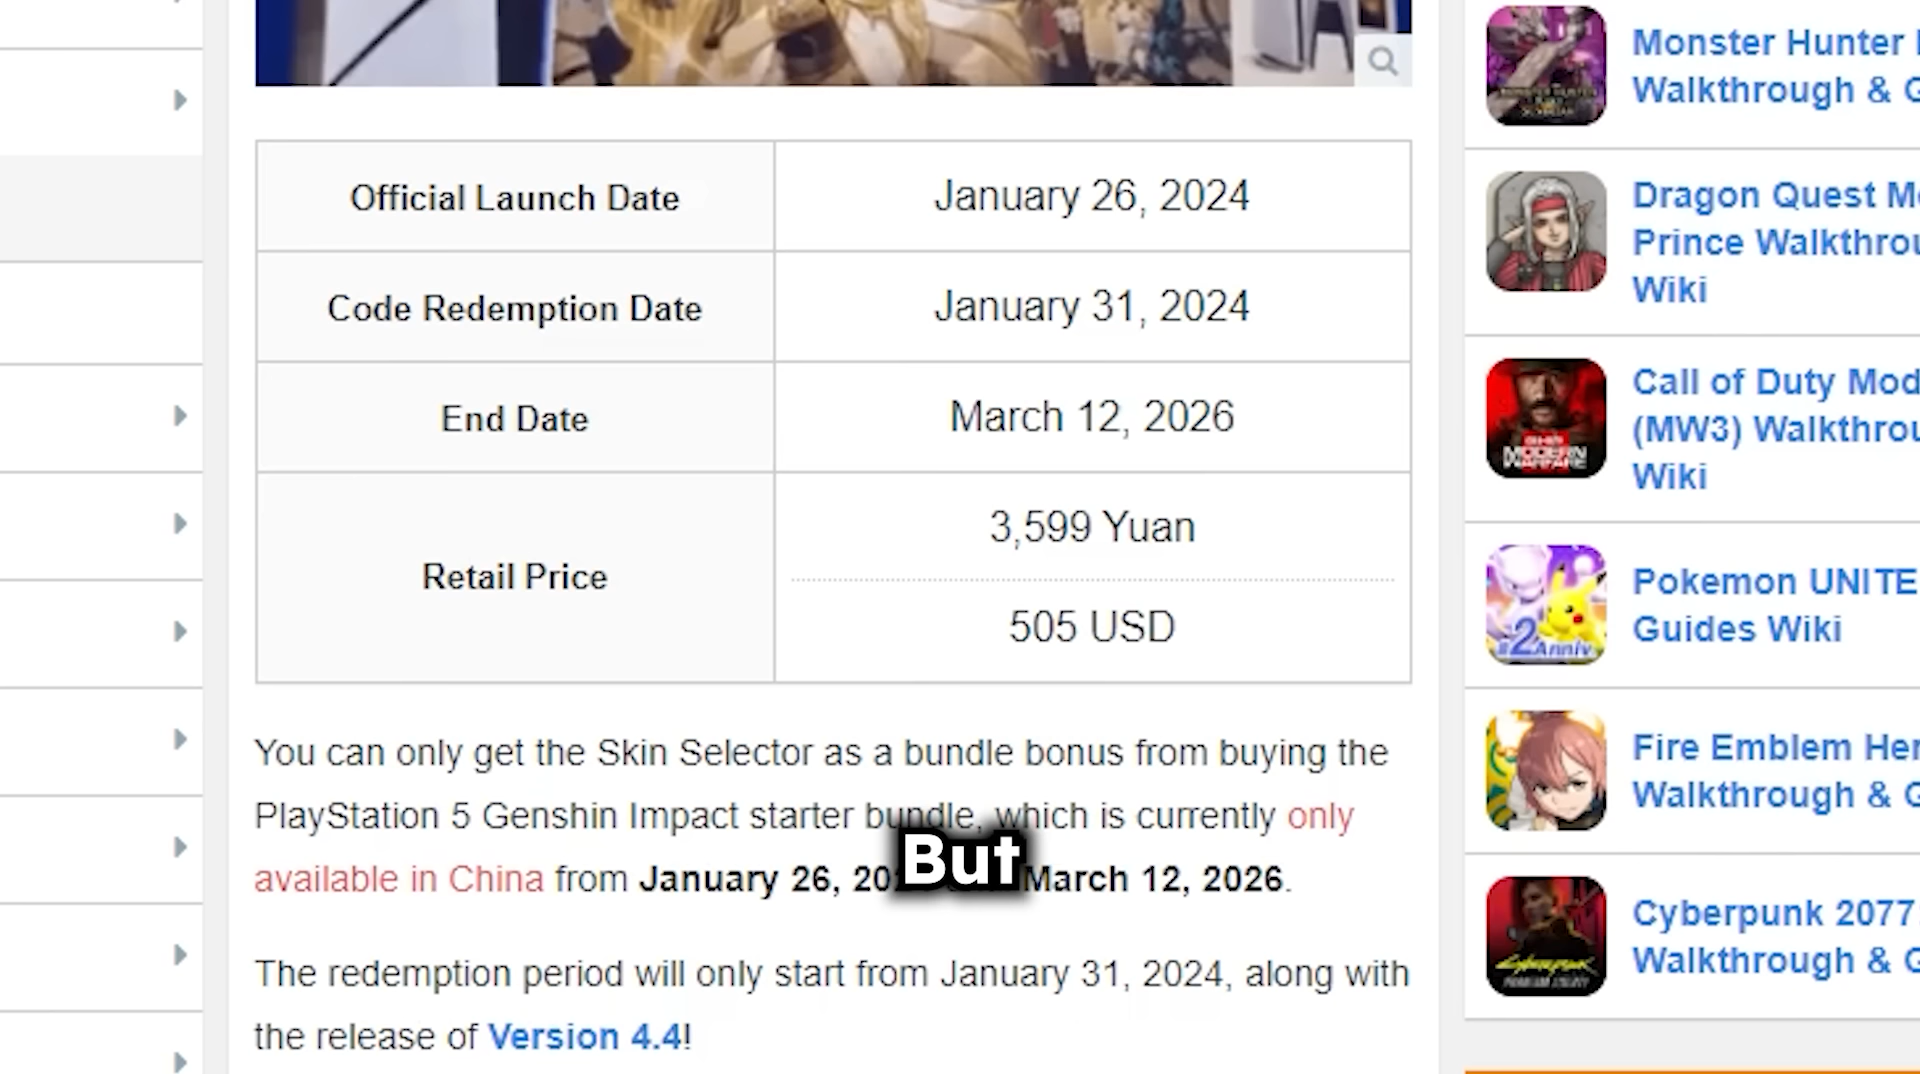 Official Launch Date
January 26, 2024
Code Redemption Date
January 31, 2024
End Date
March 12, 2026
Retail Price
3,599 Yuan
505 USD
You can only get the Skin Selector as a bundle bonus from buying the
PlayStation 5 Genshin Impact starter bundle, which is currently only
available in China from January 26, March 12, 2026.
But
The redemption period will only start from January 31, 2024, along with
the release of Version 4.4!
Monster Hunter
Walkthrough &
Dragon Quest
Prince
Wiki
Call of Duty
(MW3)
Wiki
MODERN
WARFARE
Pokemon UNITE
Guides Wiki
2 Anniv
Fire Emblem
Walkthrough &
Cyberpunk 2077
Walkthrough &
Cyberpunk